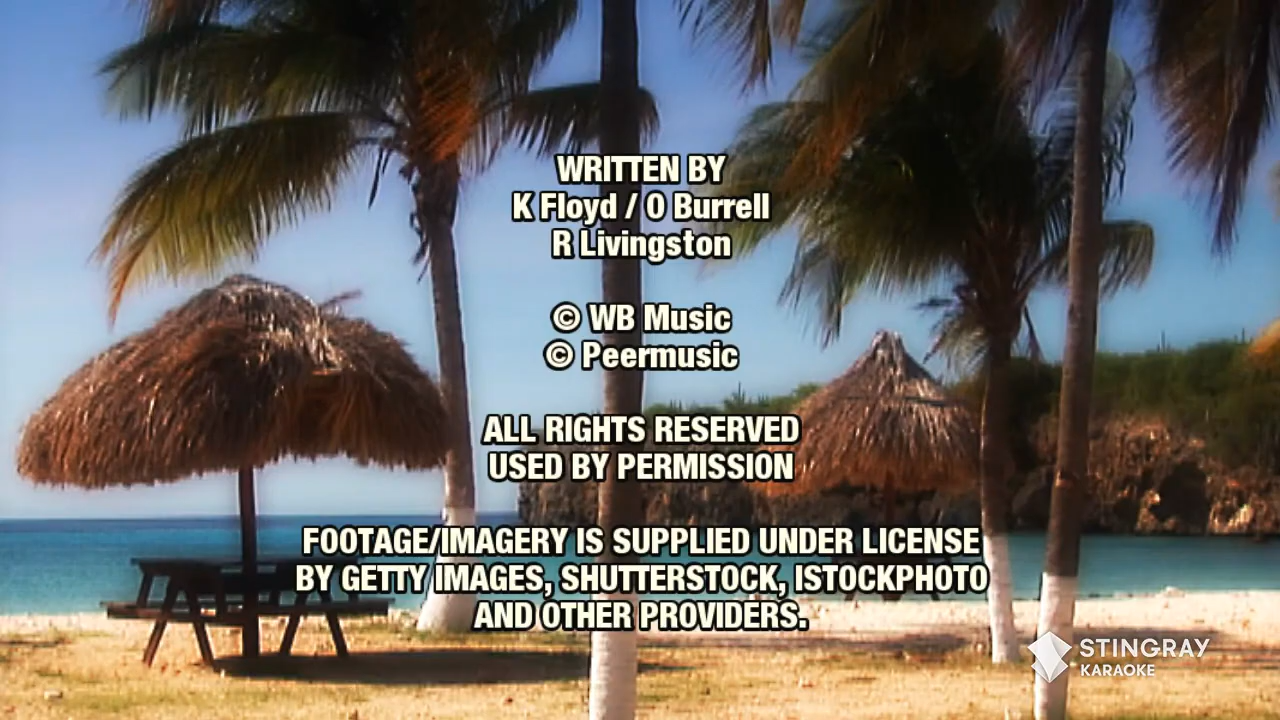 WRITTEN BY
K Floyd / O Burrell
R Livingston
© WB Music
© Peermusic
ALL RIGHTS RESERVED
USED BY PERMISSION
FOOTAGE/IMAGERY IS SUPPLIED UNDER LICENSE
BY GETTY IMAGES, SHUTTERSTOCK, ISTOCKPHOTO
AND OTHER PROVIDERS.
STINGRAY
KARAOKE